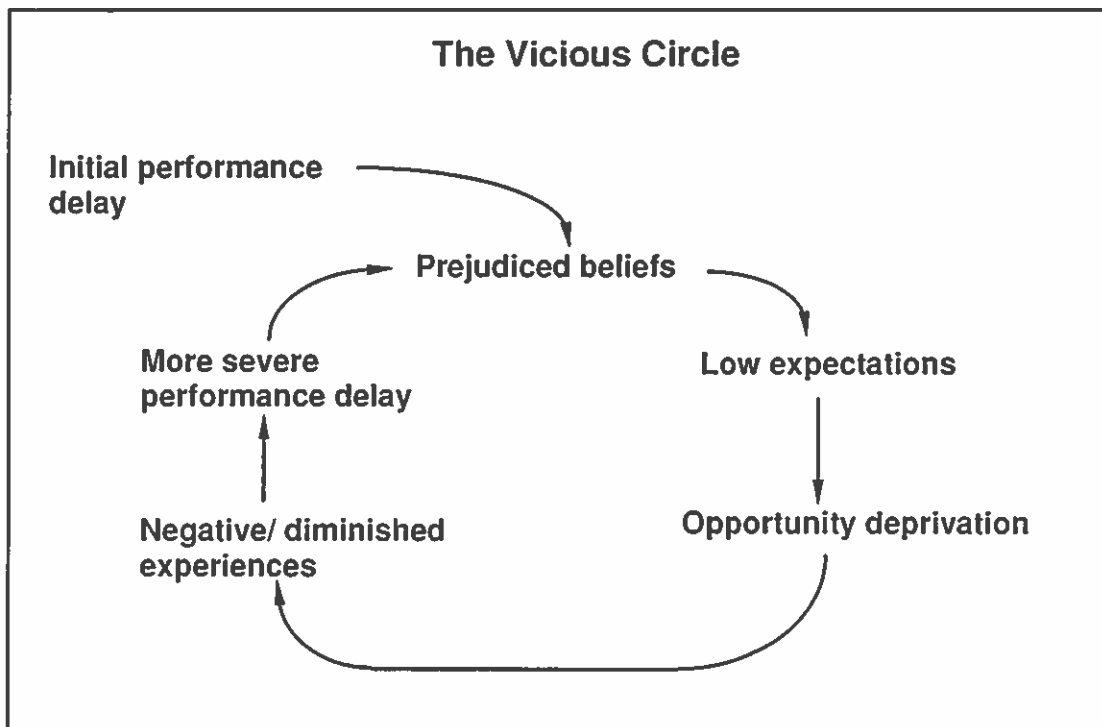 The Vicious Circle
Initial performance
delay
Prejudiced beliefs
Low expectations
Opportunity deprivation
Negative/ diminished
experiences
More severe
performance delay